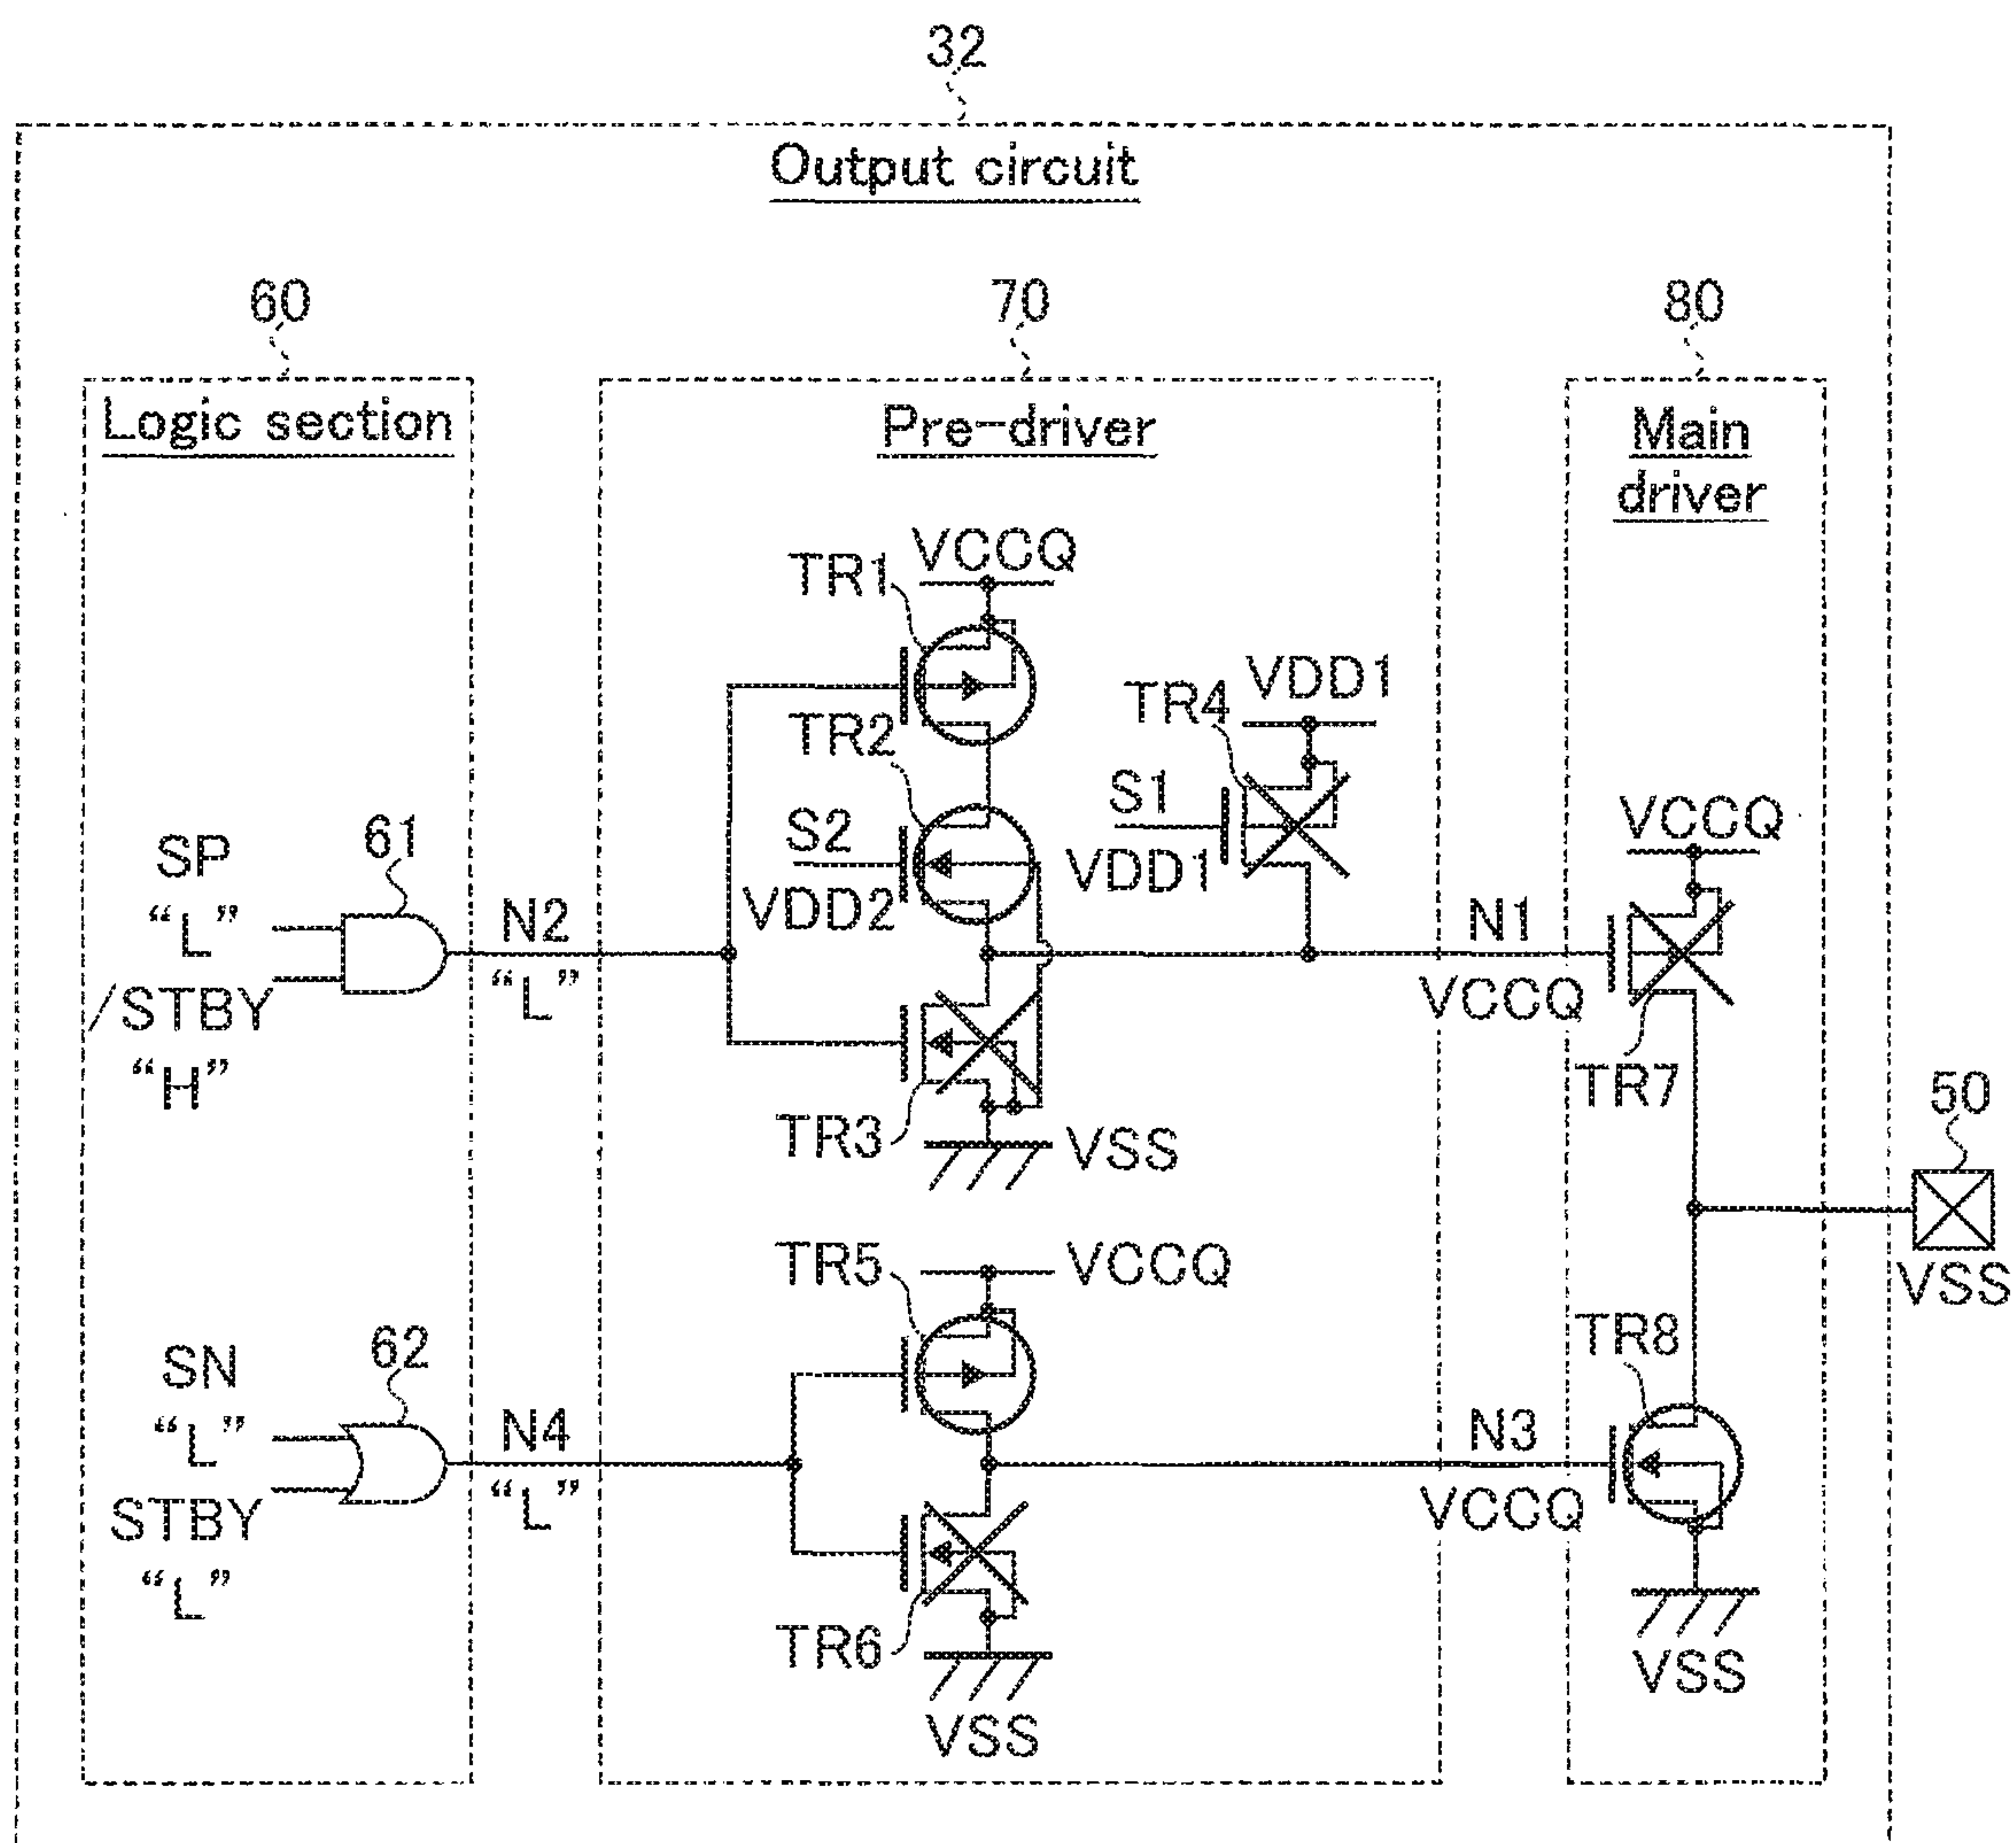 32
Output circuit
60
70
80
Logic section
Pre-driver
Main
driver
VCCQ
TR1
TR2
VDD1
TR4
S1
VDD1
S2
VDD2
VCCQ
SP
"L"
61
/STBY
"H"
N2
"L"
N1
VCCQ
TR7
TR3
VSS
50
VSS
TR5
VCCQ
TR8
SN
"L"
62
STBY
"L"
N4
"L"
N3
VCCQ
TR6
VSS
VSS